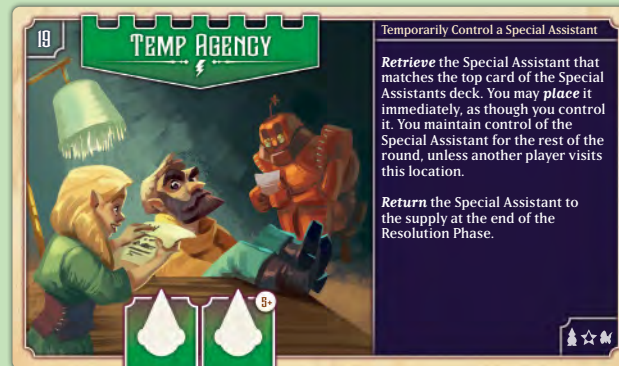 19
TEMP AGENCY
5+
Temporarily Control a Special Assistant
Retrieve the Special Assistant that
matches the top card of the Special
Assistants deck. You may place it
immediately, as though you control
it. You maintain control of the
Special Assistant for the rest of the
round, unless another player visits
this location.
Return the Special Assistant to
the supply at the end of the
Resolution Phase.